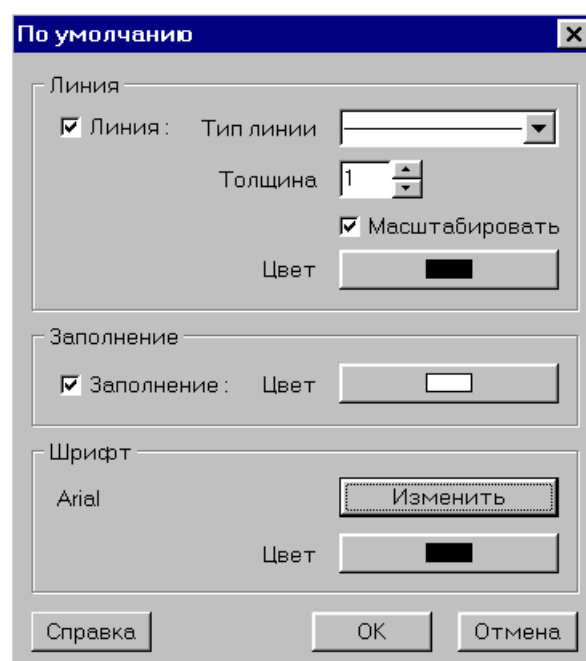 По умолчанию
Линия
Линия: Тип линии
Толщина 1
Масштабировать
Цвет
Заполнение
Заполнение: Цвет
Шрифт
Arial Изменить
Цвет
Справка OK Отмена